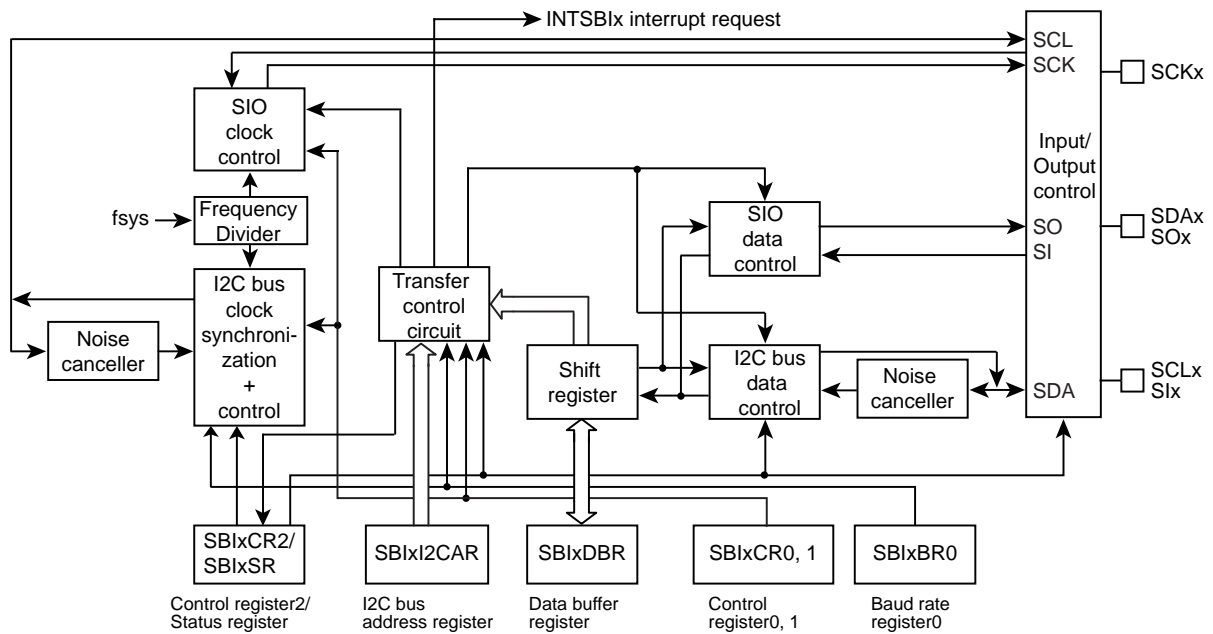 INTSBIx interrupt request
SCL
SCK
SCKx
SIO
clock
control
Input/
Output
control
fsys
Frequency
Divider
SIO
data
control
SO
SI
SDAx
SOx
I2C bus
clock
synchroni-
zation
+
control
Transfer
control
circuit
Noise
canceller
Shift
register
I2C bus
data
control
Noise
canceller
SDA
SCLx
SIx
SBIxCR2/
SBIxSR
SBIxI2CAR
SBIxDBR
SBIxCR0, 1
SBIxBR0
Control register2/
Status register
I2C bus
address register
Data buffer
register
Control
register0, 1
Baud rate
register0